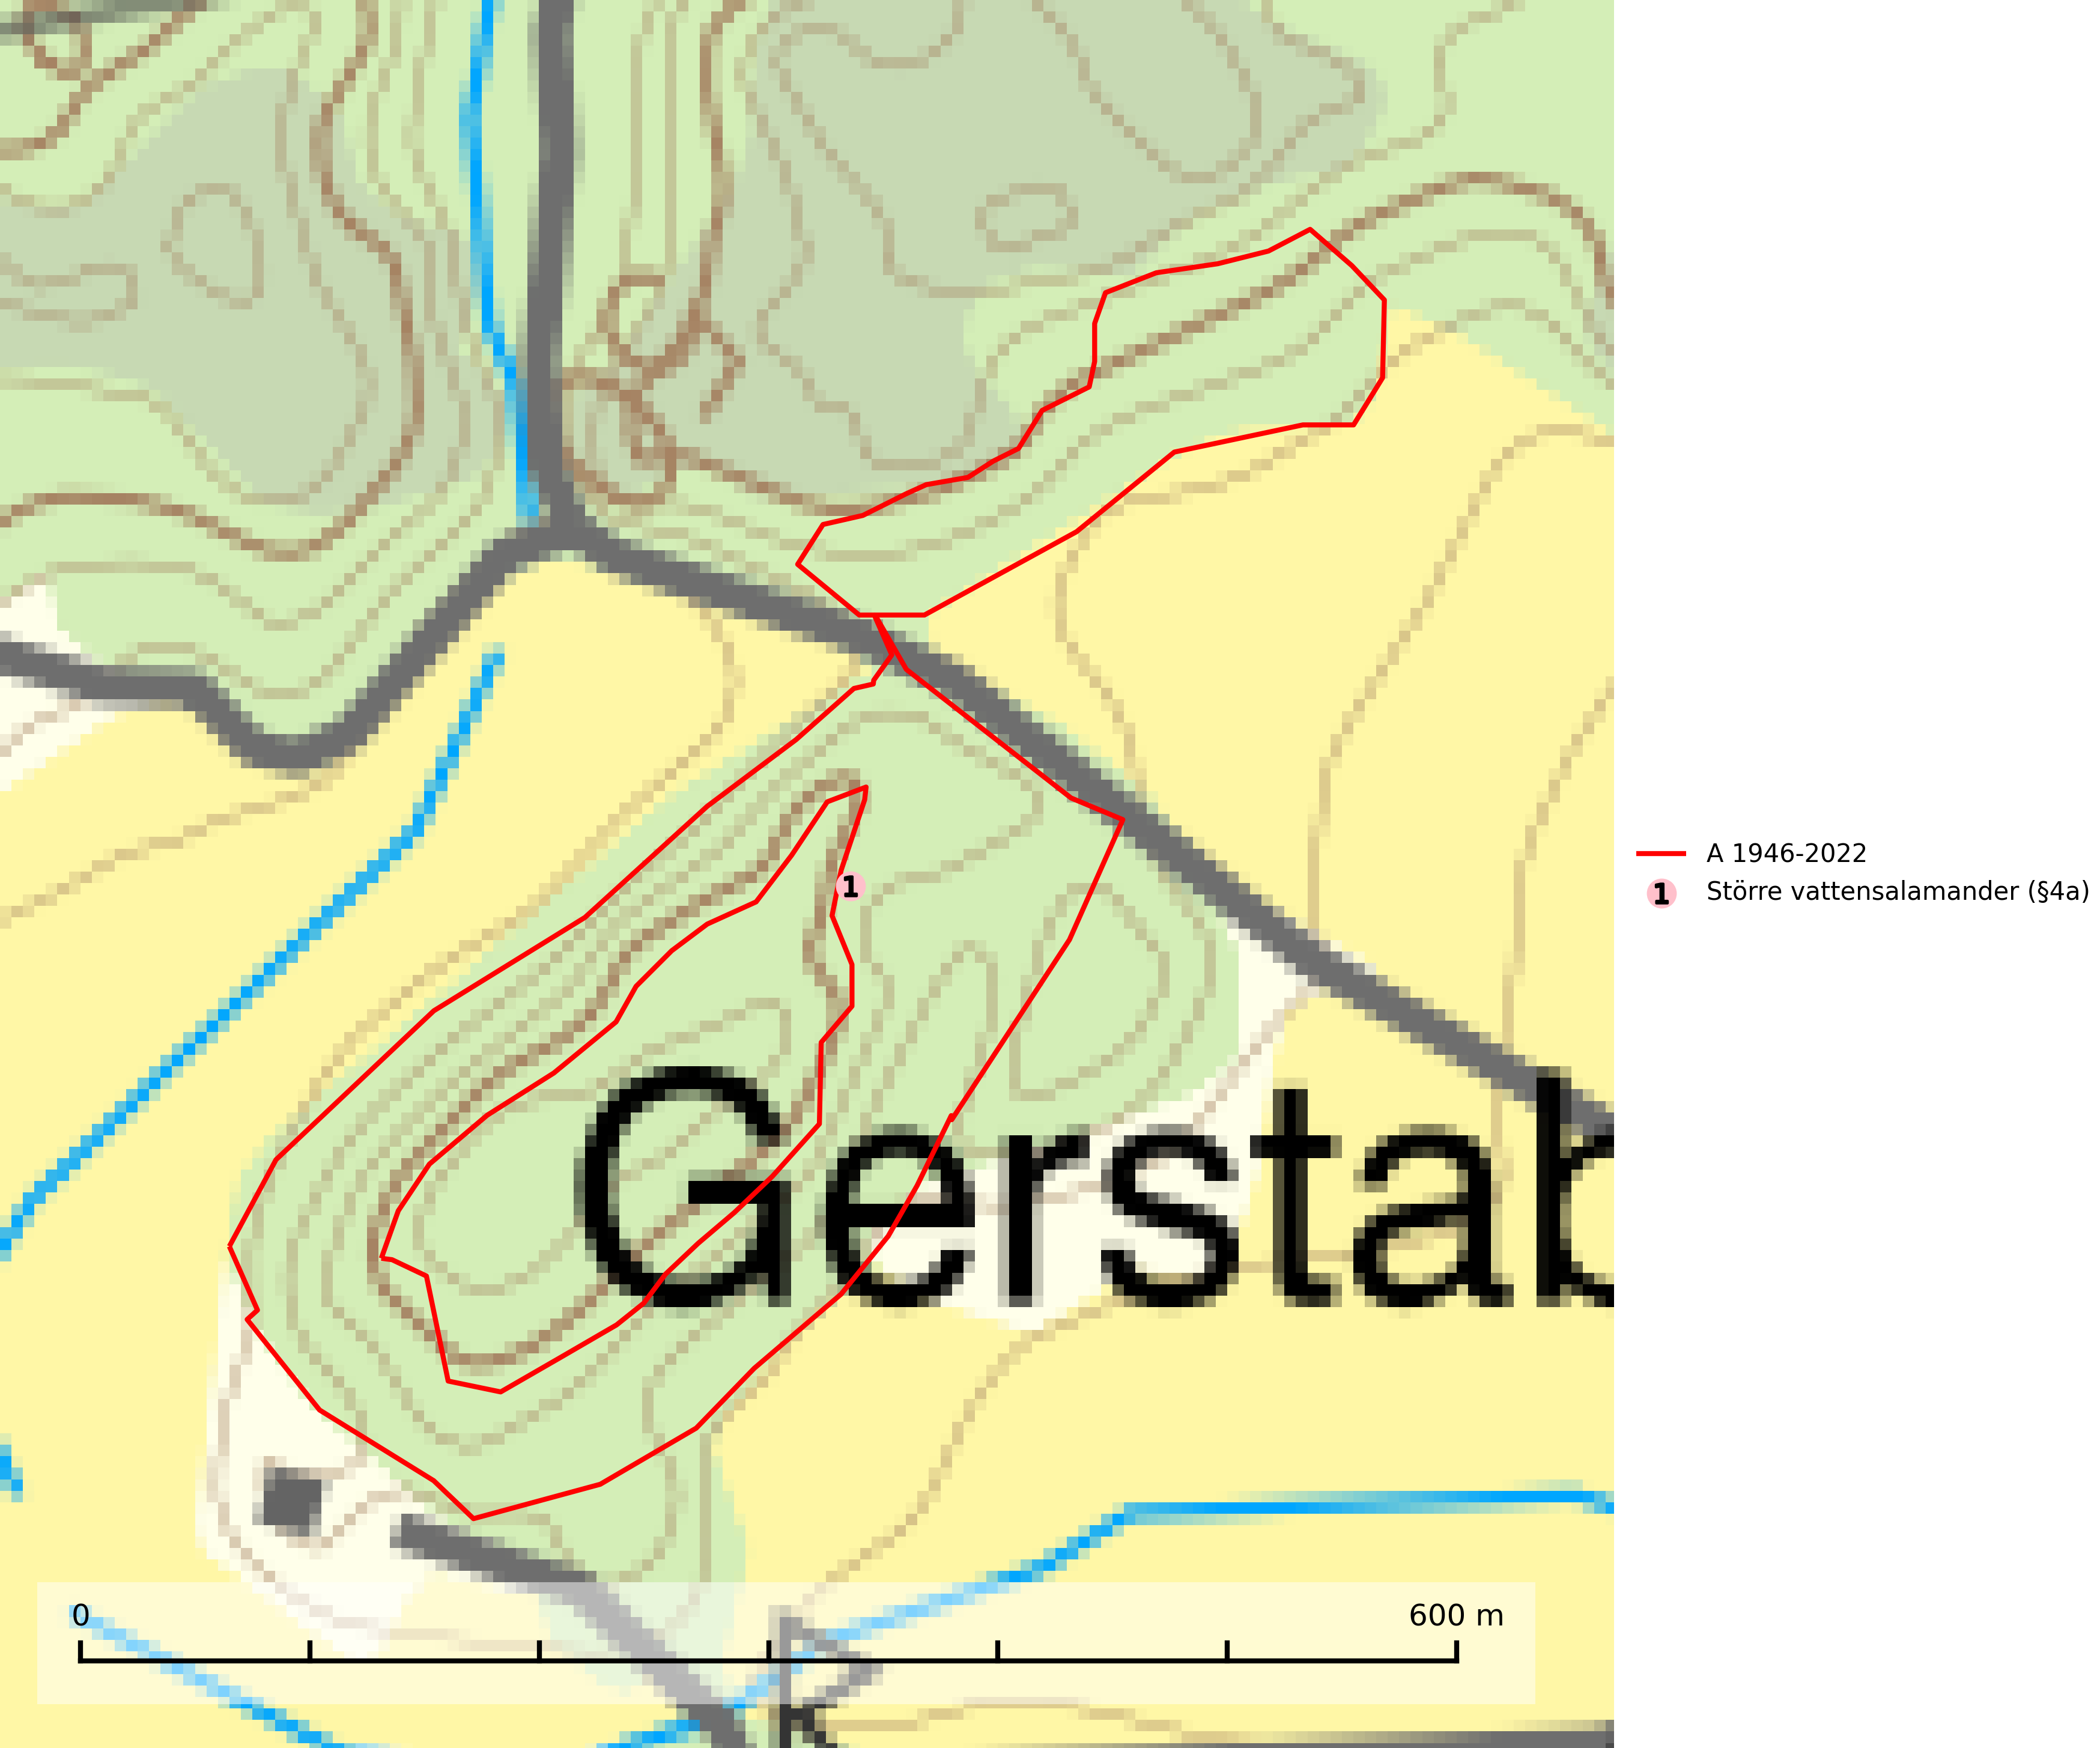 1
Gerstab
0 600 m
A 1946-2022
1 Större vattensalamander (§4a)